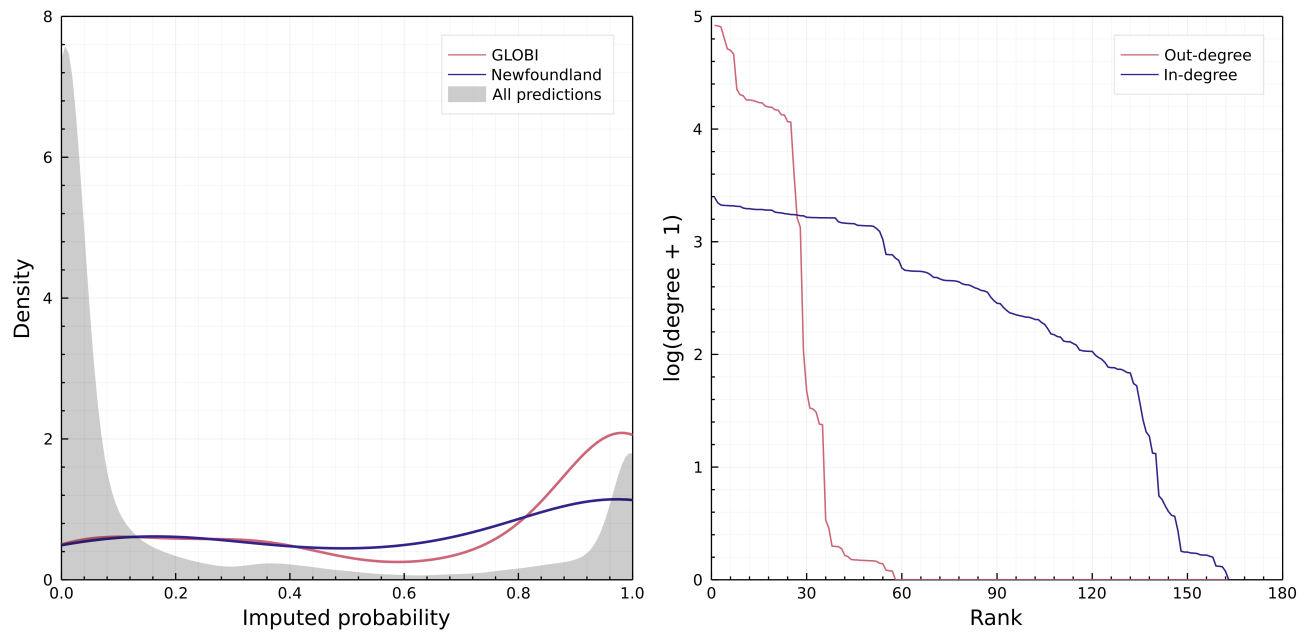 8
6
4
2
0
Density
GLOBI
Newfoundland
All predictions
0.0 0.2 0.4 0.6 0.8 1.0
Imputed probability
5
4
3
2
1
0
log(degree + 1)
Out-degree
In-degree
0 30 60 90 120 150 180
Rank